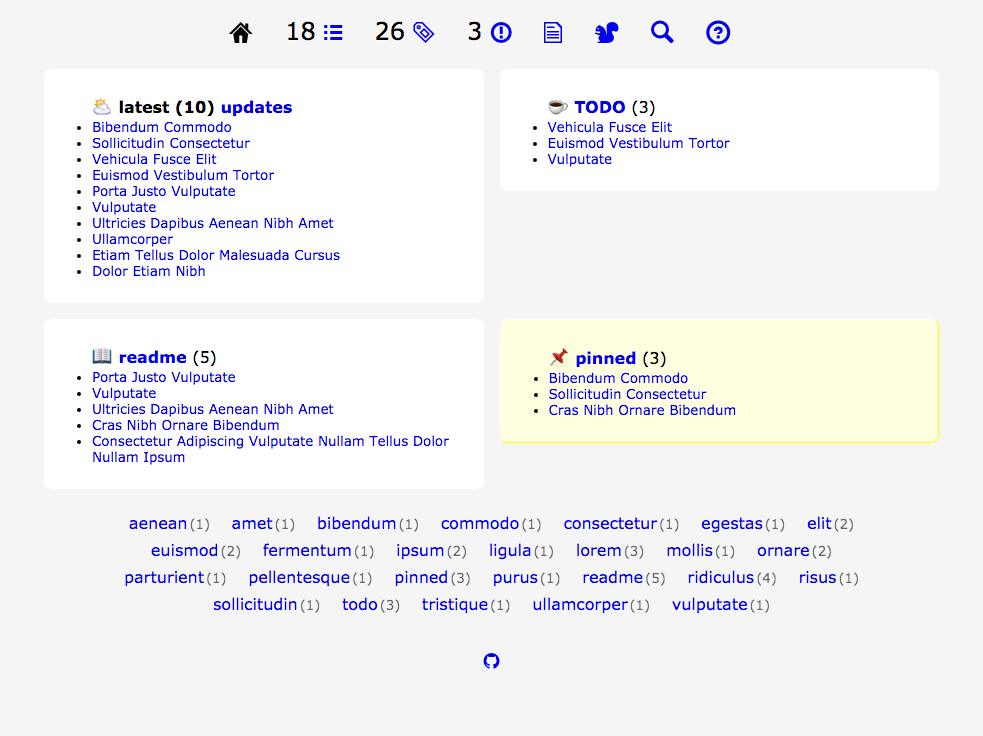 18 26 3
latest (10) updates
Bibendum Commodo
Sollicitudin Consectetur
Vehicula Fusce Elit
Euismod Vestibulum Tortor
Porta Justo Vulputate
Vulputate
Ultricies Dapibus Aenean Nibh Amet
Ullamcorper
Etiam Tellus Dolor Malesuada Cursus
Dolor Etiam Nibh
TODO (3)
Vehicula Fusce Elit
Euismod Vestibulum Tortor
Vulputate
readme (5)
Porta Justo Vulputate
Vulputate
Ultricies Dapibus Aenean Nibh Amet
Cras Nibh Ornare Bibendum
Consectetur Adipiscing Vulputate Nullam Tellus Dolor
Nullam Ipsum
pinned (3)
Bibendum Commodo
Sollicitudin Consectetur
Cras Nibh Ornare Bibendum
aenean (1) amet (1) bibendum (1) commodo (1) consectetur (1) egestas (1) elit (2)
euismod (2) fermentum (1) ipsum (2) ligula (1) lorem (3) mollis (1) ornare (2)
parturient (1) pellentesque (1) pinned (3) purus (1) readme (5) ridiculus (4) risus (1)
sollicitudin (1) todo (3) tristique (1) ullamcorper (1) vulputate (1)